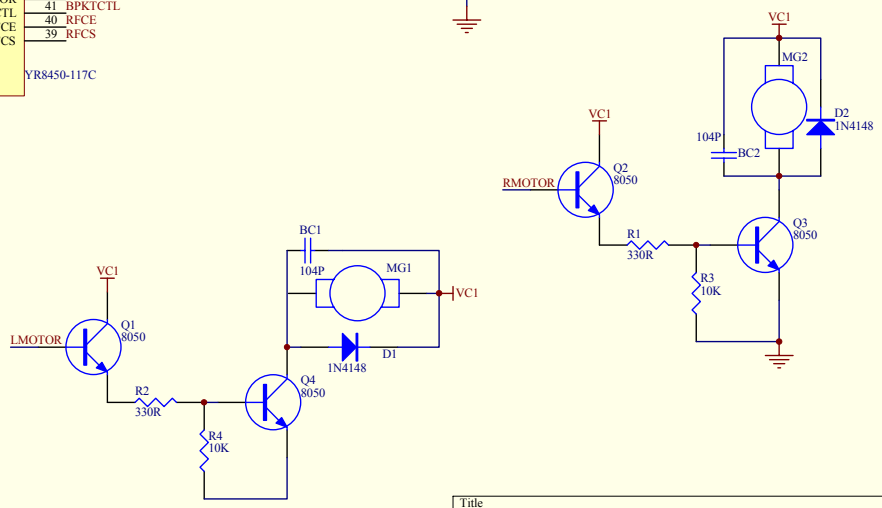 41 BPKTCTL
CTL
40 RFCE
CE
39 RFCS
CS
YR8450-117C
VC1
MG2
D2
1N4148
104P
BC2
VC1
Q2
8050
RMOTOR
R1
330R
Q3
8050
R3
10K
BC1
104P
MG1
VC1
VC1
Q1
8050
LMOTOR
D1
1N4148
R2
330R
Q4
8050
R4
10K
Title